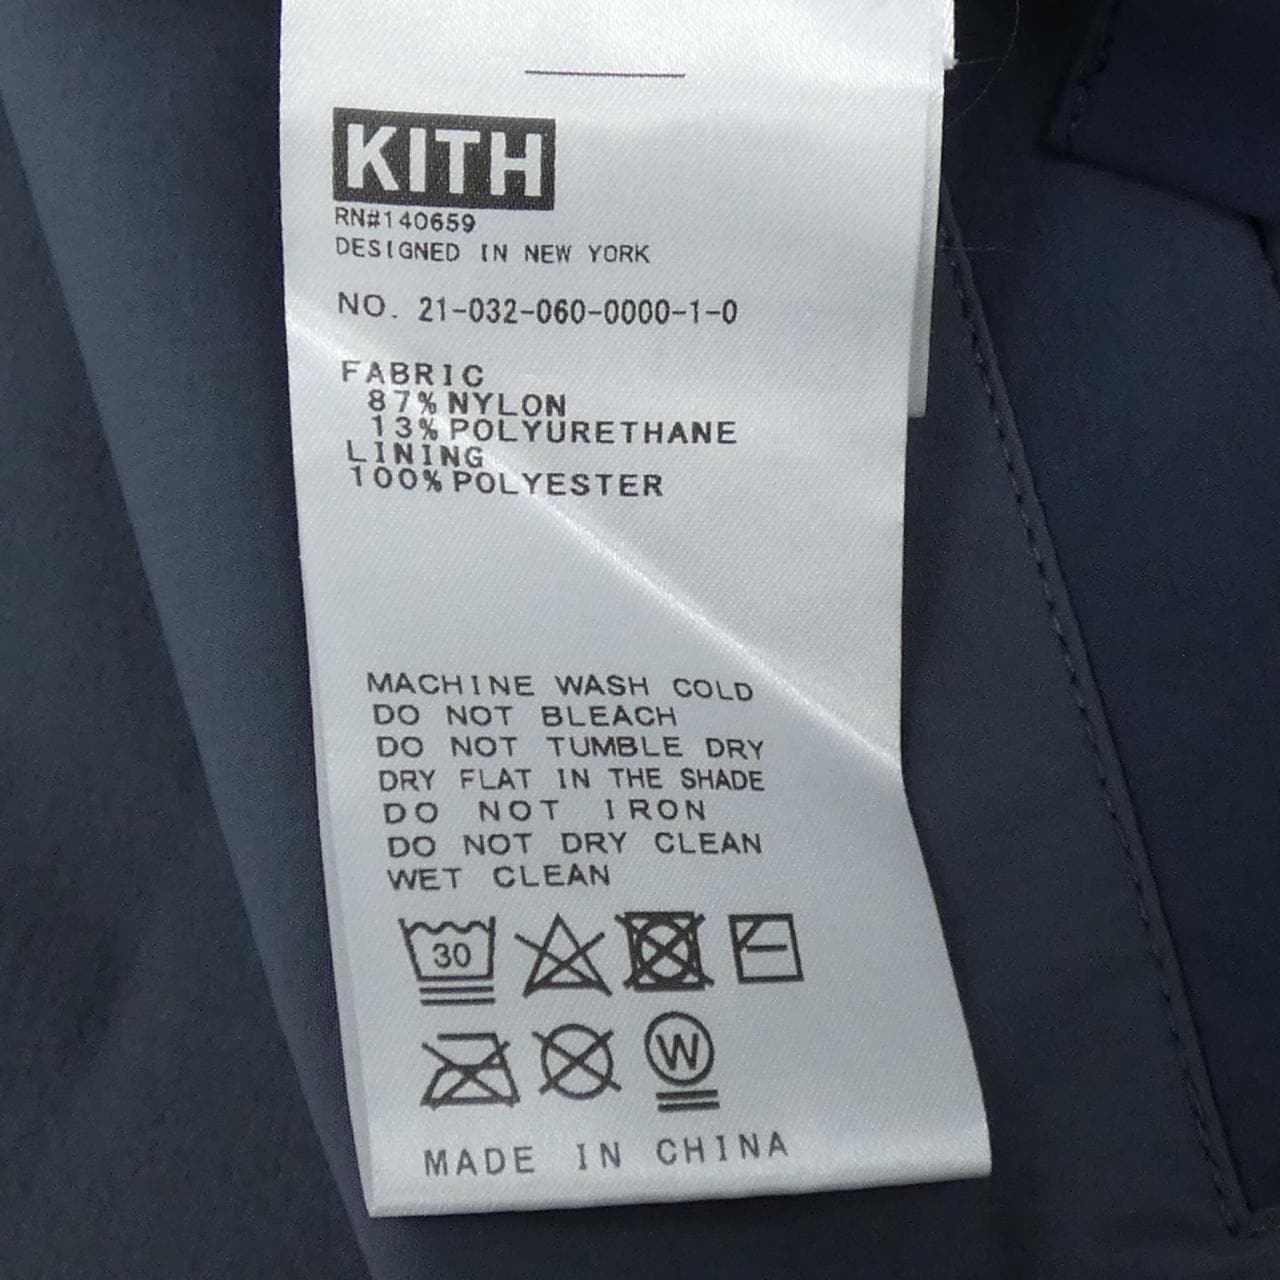 KITH
RN#140659
DESIGNED IN NEW YORK
NO. 21-032-060-0000-1-0
FABRIC
87% NYLON
13% POLYURETHANE
LINING
100% POLYESTER
MACHINE WASH COLD
DO NOT BLEACH
DO NOT TUMBLE DRY
DRY FLAT IN THE SHADE
DO NOT IRON
DO NOT DRY CLEAN
WET CLEAN
30
W
MADE IN CHINA